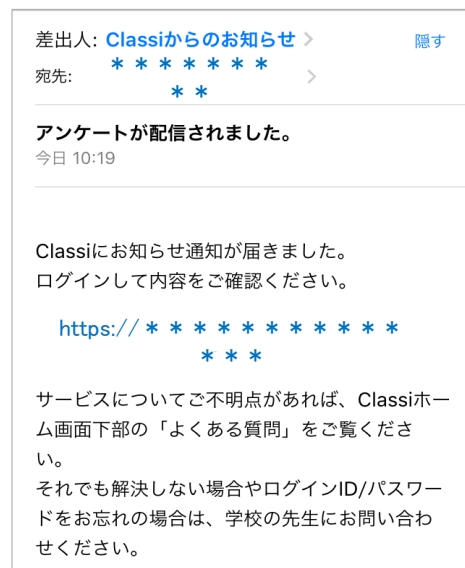 差出人: Classiからのお知らせ
隠す
宛先: ＊＊＊＊＊＊＊
＊＊
アンケートが配信されました。
今日 10:19
Classiにお知らせ通知が届きました。
ログインして内容をご確認ください。
https://＊＊＊＊＊＊＊＊＊＊＊
＊＊＊
サービスについてご不明点があれば、Classiホー
ム画面下部の「よくある質問」をご覧くださ
い。
それでも解決しない場合やログインID/パスワー
ドをお忘れの場合は、学校の先生にお問い合わ
せください。